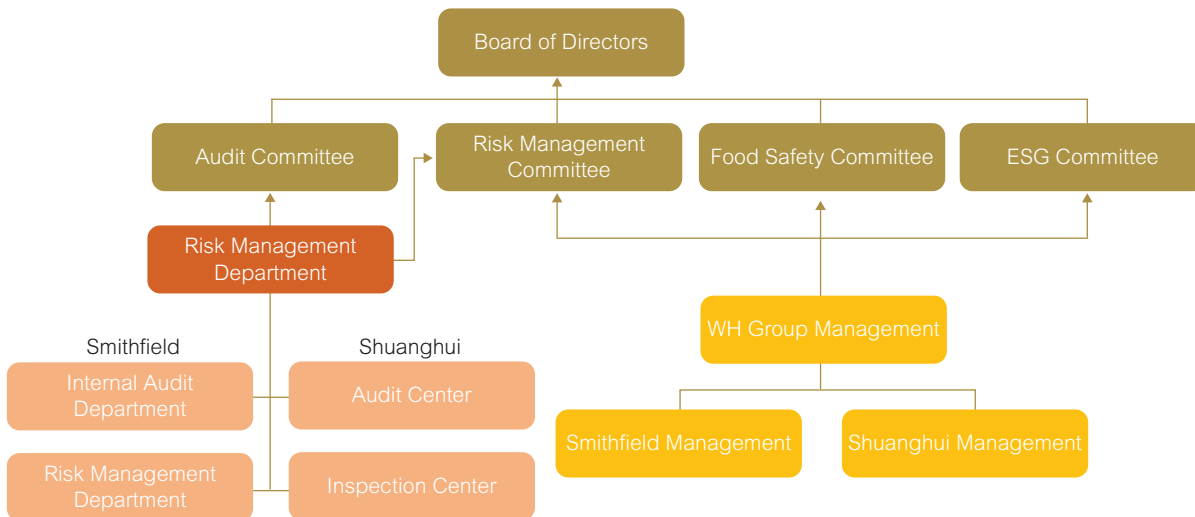 Board of Directors
Audit Committee
Risk Management
Committee
Food Safety Committee
ESG Committee
Risk Management
Department
WH Group Management
Smithfield
Shuanghui
Internal Audit
Department
Audit Center
Smithfield Management
Shuanghui Management
Risk Management
Department
Inspection Center